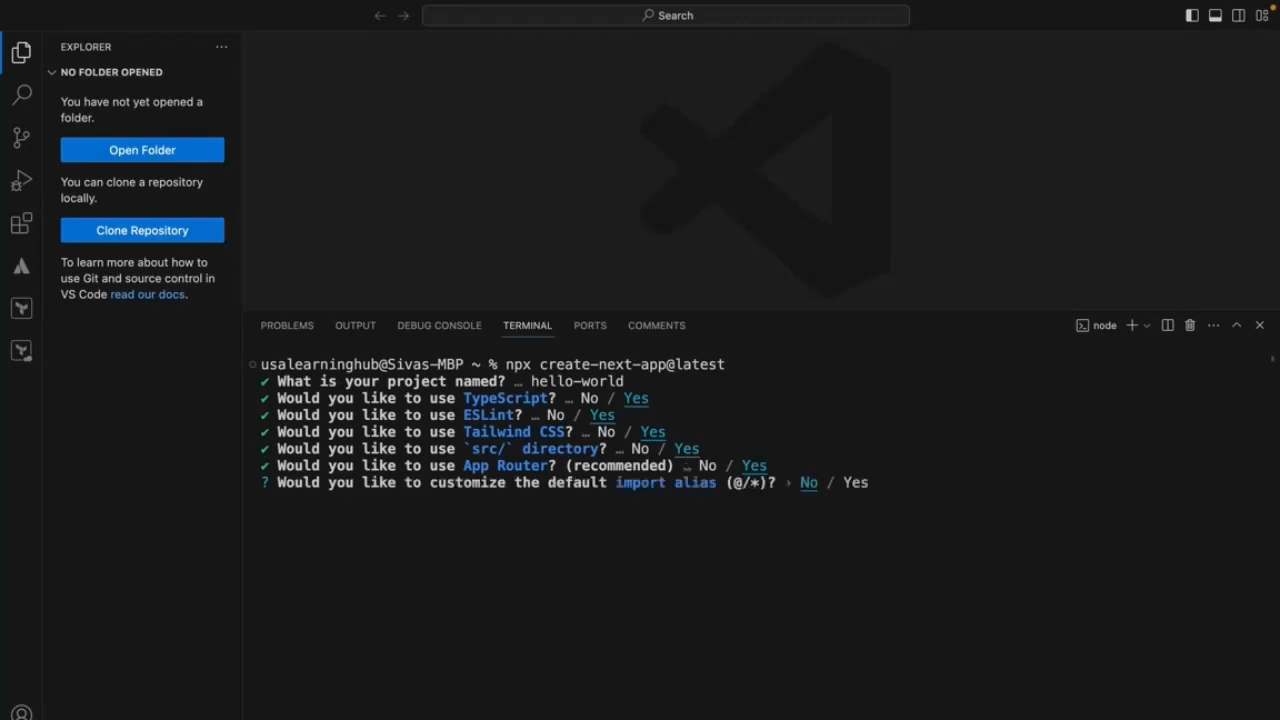 Search
EXPLORER
NO FOLDER OPENED
You have not yet opened a
folder.
Open Folder
You can clone a repository
locally.
Clone Repository
To learn more about how to
use Git and source control in
VS Code read our docs.
PROBLEMS OUTPUT DEBUG CONSOLE TERMINAL PORTS COMMENTS
node
usalearninghub@Sivas-MBP ~ % npx create-next-app@latest
✔ What is your project named? … hello-world
✔ Would you like to use TypeScript? … No / Yes
✔ Would you like to use ESLint? … No / Yes
✔ Would you like to use Tailwind CSS? … No / Yes
✔ Would you like to use `src/` directory? … No / Yes
✔ Would you like to use App Router? (recommended) … No / Yes
? Would you like to customize the default import alias (@/*)? › No / Yes